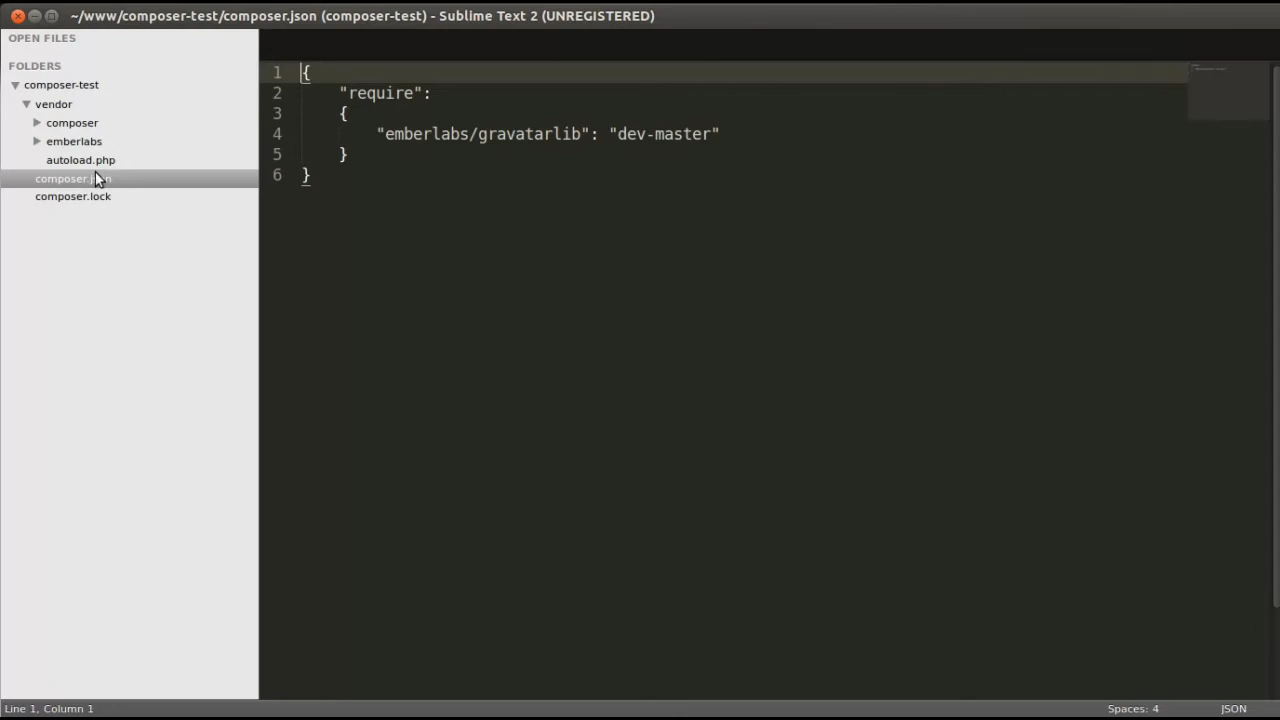 ~/www/composer-test/composer.json (composer-test) - Sublime Text 2 (UNREGISTERED)
OPEN FILES
FOLDERS
composer-test
vendor
composer
emberlabs
autoload.php
composer.json
composer.lock
1 {
2 "require":
3 {
4 "emberlabs/gravatarlib": "dev-master"
5 }
6 }
Line 1, Column 1
Spaces: 4
JSON